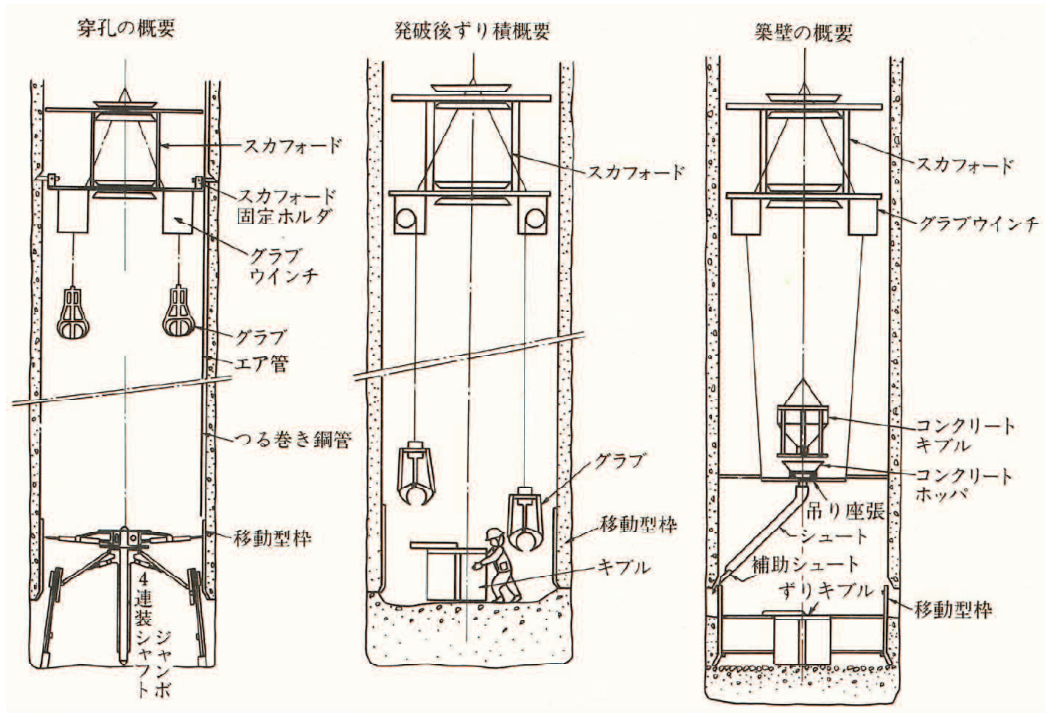 穿孔の概要
スカフォード
スカフォード
固定ホルダ
グラブ
ウインチ
グラブ
エア管
つる巻き鋼管
移動型枠
4連装
シャフト
ジャンボ
発破後ずり積概要
スカフォード
グラブ
移動型枠
キブル
築壁の概要
スカフォード
グラブウインチ
コンクリート
キブル
コンクリート
ホッパ
吊り座張
シュート
補助シュート
ずりキブル
移動型枠